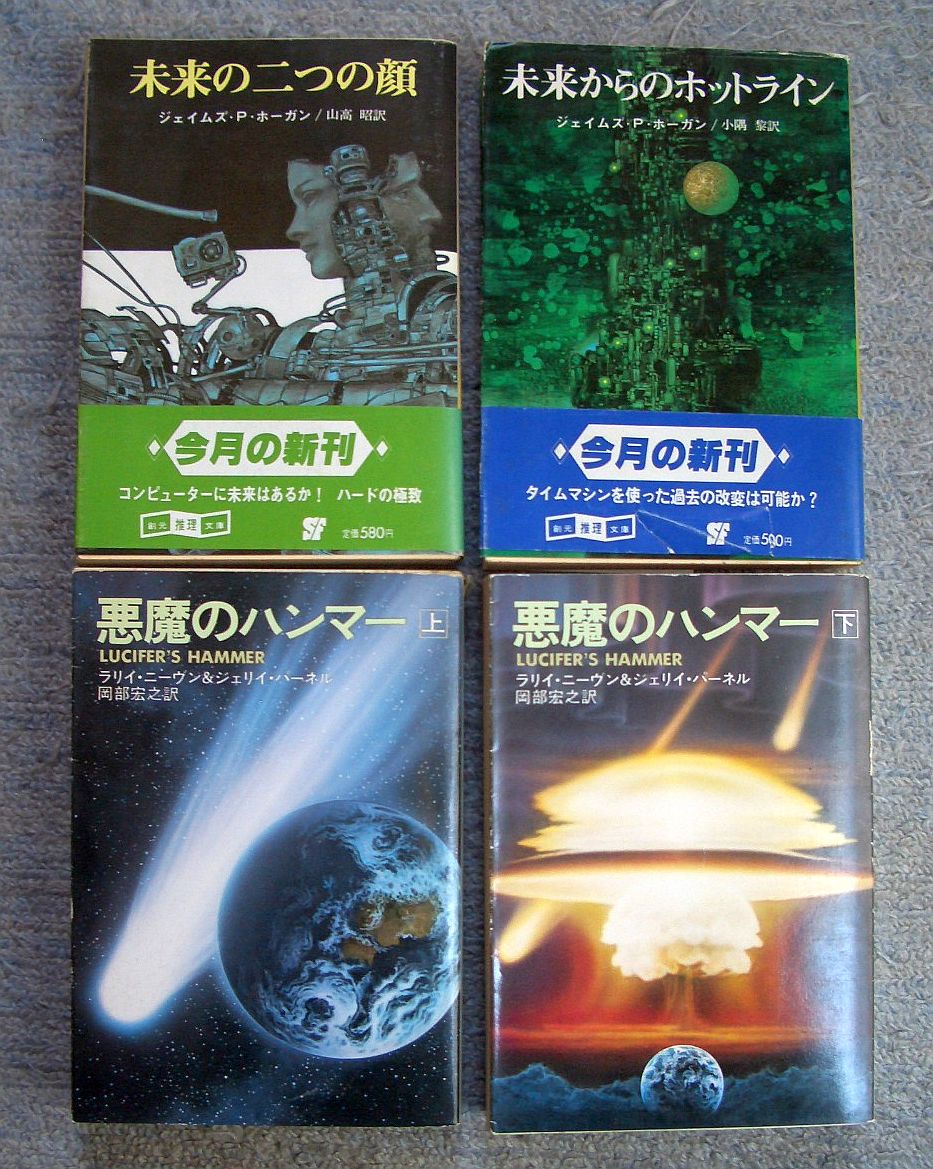 未来の二つの顔
ジェイムズ・P・ホーガン/山高 昭訳
今月の新刊
コンピューターに未来はあるか! ハードの極致
創元 推理 文庫
SF
定価580円
未来からのホットライン
ジェイムズ・P・ホーガン/小隅 黎訳
今月の新刊
タイムマシンを使った過去の改変は可能か?
創元 推理 文庫
SF
定価500円
悪魔のハンマー 上
LUCIFER'S HAMMER
ラリイ・ニーヴン&ジェリイ・パーネル
岡部宏之訳
悪魔のハンマー 下
LUCIFER'S HAMMER
ラリイ・ニーヴン&ジェリイ・パーネル
岡部宏之訳